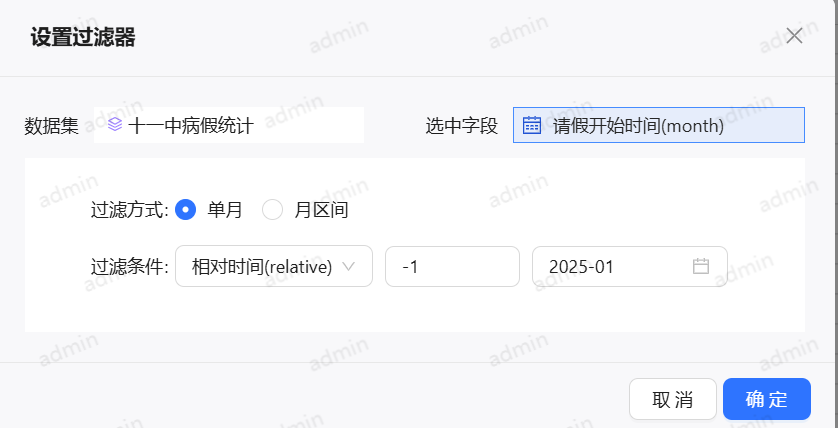 设置过滤器
数据集 十一中病假统计 选中字段 请假开始时间(month)
过滤方式: 单月 月区间
过滤条件: 相对时间(relative) -1 2025-01
取消 确定
admin admin admin
admin admin
admin admin admin admin
admin admin admin
admin admin admin admin
admin admin